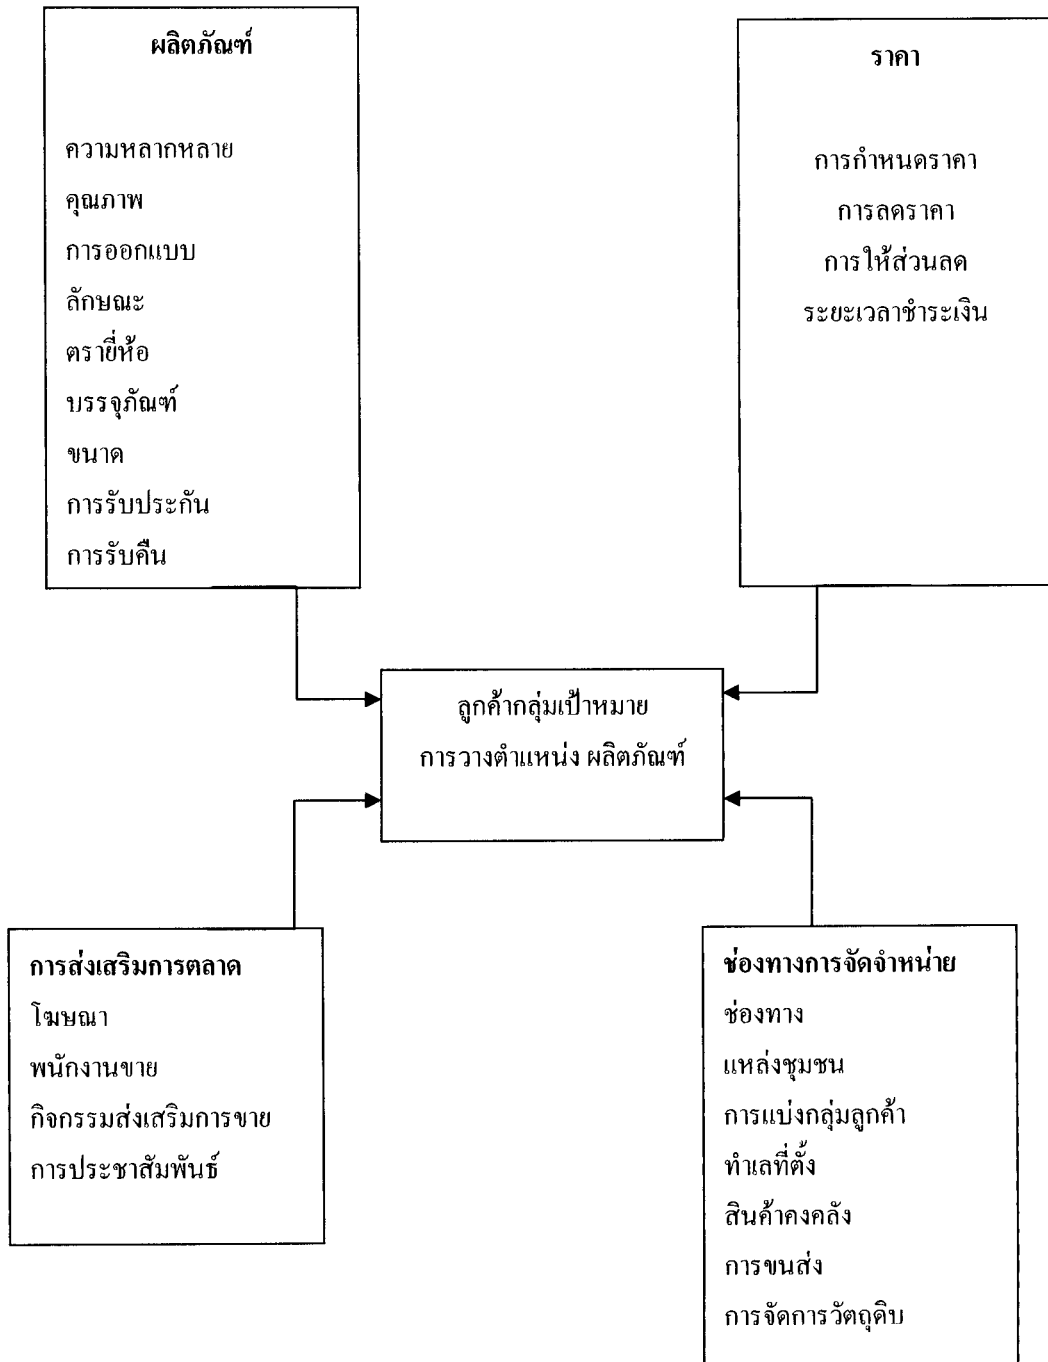 ผลิตภัณฑ์
ความหลากหลาย
คุณภาพ
การออกแบบ
ลักษณะ
ตรายี่ห้อ
บรรจุภัณฑ์
ขนาด
การรับประกัน
การรับคืน
ราคา
การกำหนดราคา
การลดราคา
การให้ส่วนลด
ระยะเวลาชำระเงิน
ลูกค้ากลุ่มเป้าหมาย
การวางตำแหน่ง ผลิตภัณฑ์
การส่งเสริมการตลาด
โฆษณา
พนักงานขาย
กิจกรรมส่งเสริมการขาย
การประชาสัมพันธ์
ช่องทางการจัดจำหน่าย
ช่องทาง
แหล่งชุมชน
การแบ่งกลุ่มลูกค้า
ทำเลที่ตั้ง
สินค้าคงคลัง
การขนส่ง
การจัดการวัตถุดิบ